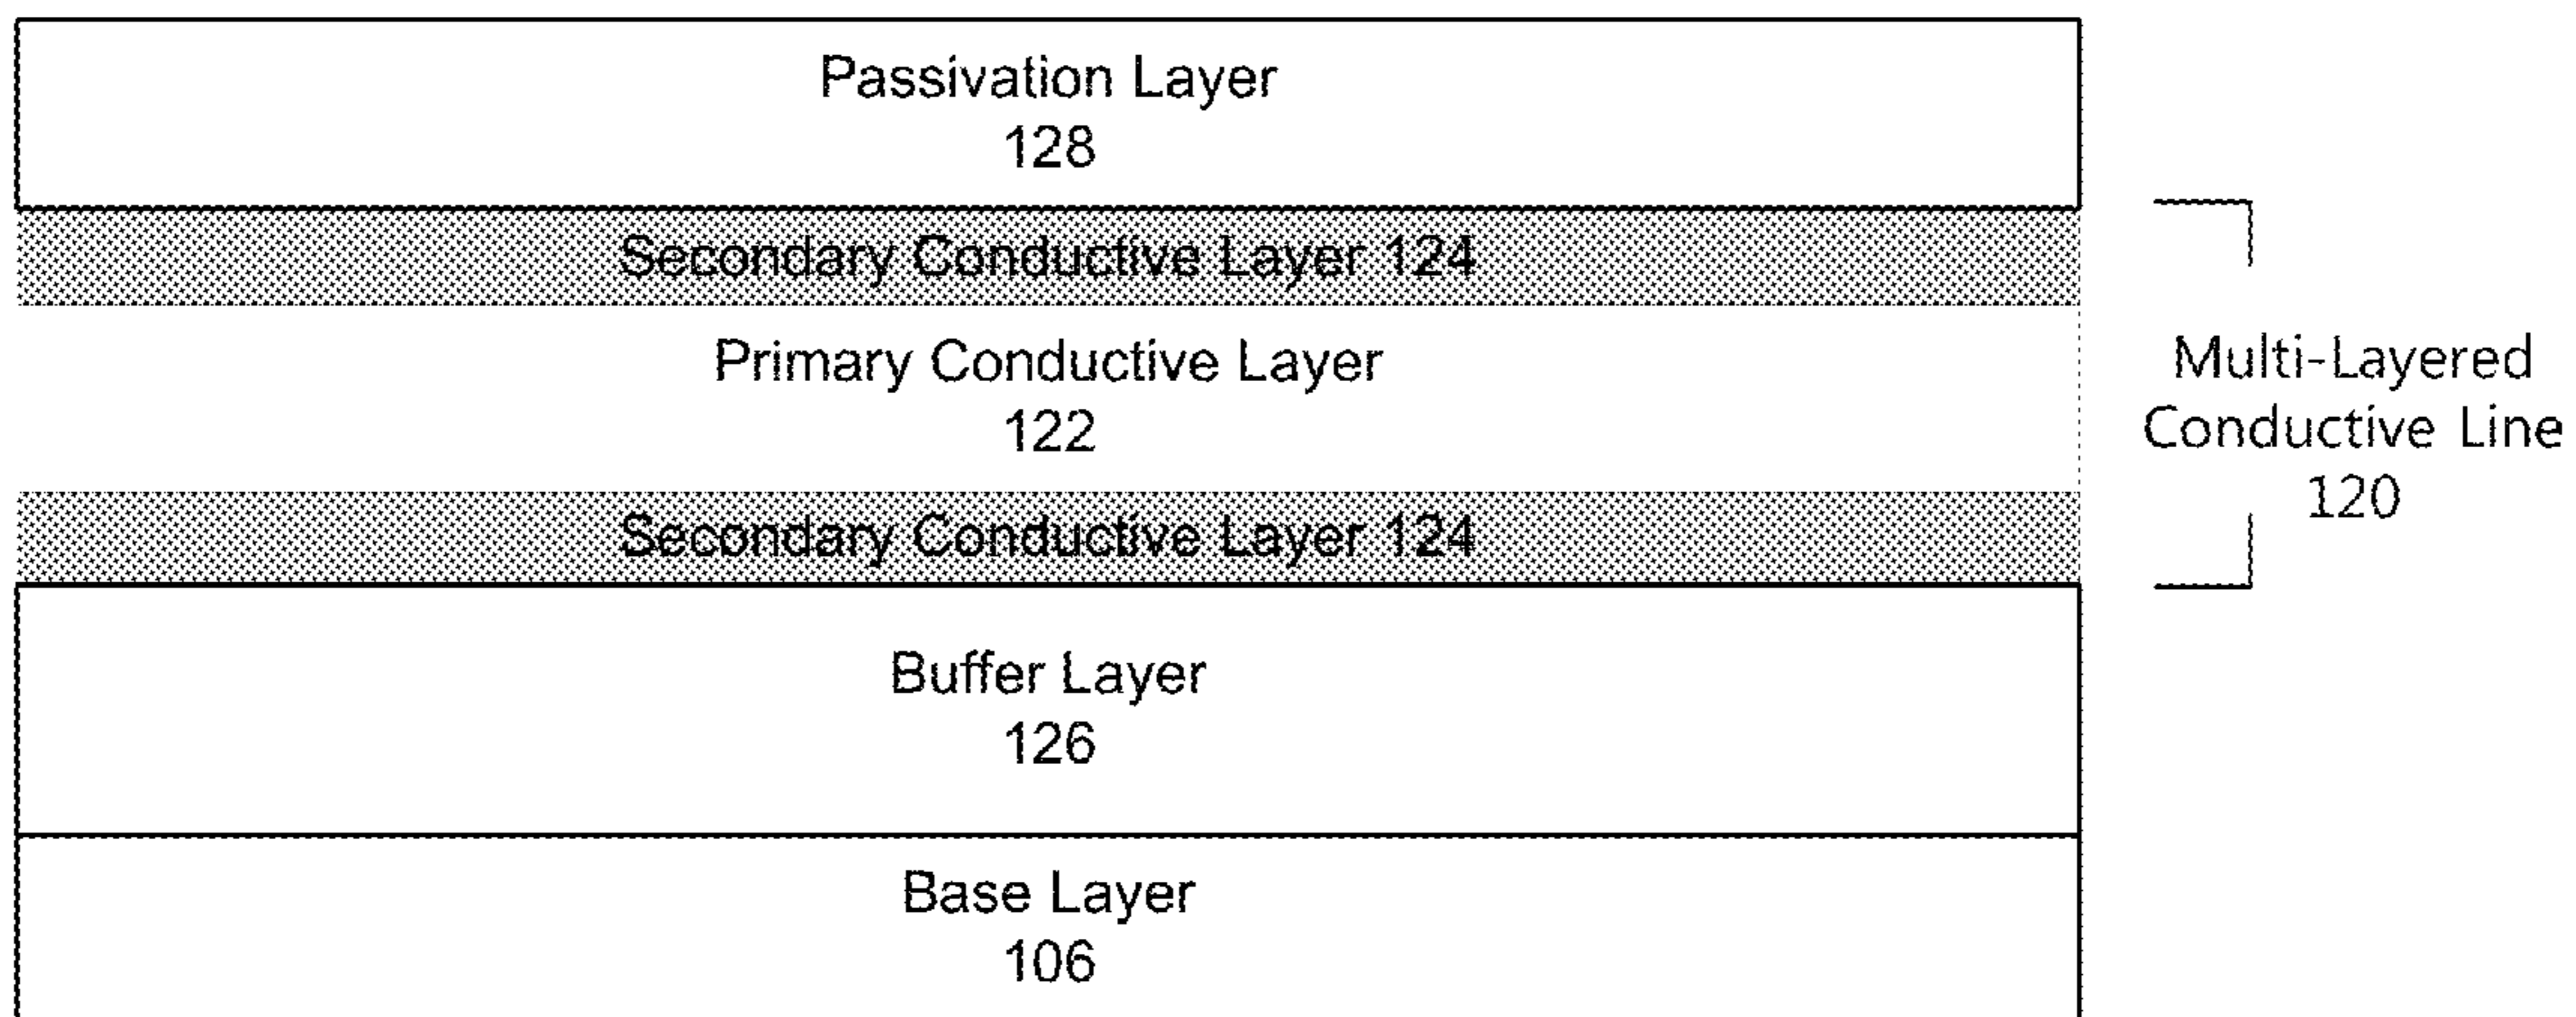 Passivation Layer
128
Secondary Conductive Layer 124
Primary Conductive Layer
122
Secondary Conductive Layer 124
Multi-Layered
Conductive Line
120
Buffer Layer
126
Base Layer
106